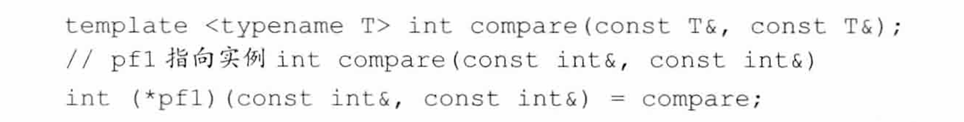 template <typename T> int compare(const T&, const T&);
// pf1 指向实例 int compare(const int&, const int&)
int (*pf1)(const int&, const int&) = compare;